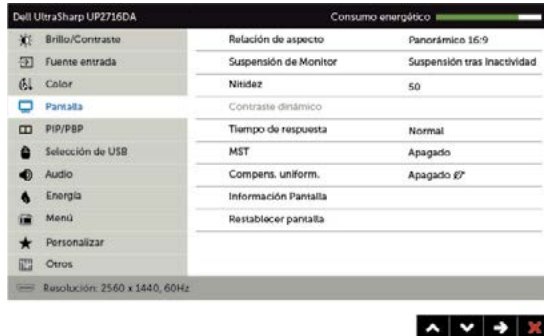 Dell UltraSharp UP2716DA
Consumo energético
Brillo/Contraste
Fuente entrada
Color
Pantalla
PIP/PBP
Selección de USB
Audio
Energía
Menú
Personalizar
Otros
Relación de aspecto Panorámico 16:9
Suspensión de Monitor Suspensión tras Inactividad
Nitidez 50
Contraste dinámico
Tiempo de respuesta Normal
MST Apagado
Compens. uniform. Apagado
Información Pantalla
Restablecer pantalla
Resolución: 2560 x 1440, 60Hz